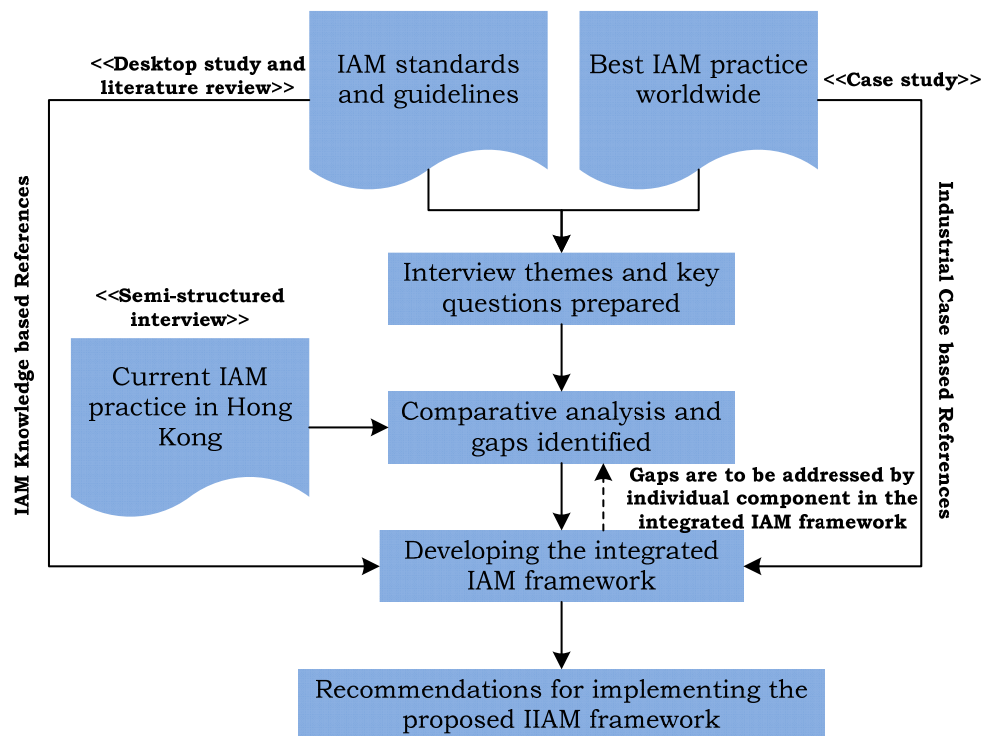 <<Desktop study and
literature review>>
IAM standards
and guidelines
Best IAM practice
worldwide
<<Case study>>
IAM Knowledge based References
Industrial Case based References
Interview themes and key
questions prepared
<<Semi-structured
interview>>
Current IAM
practice in Hong
Kong
Comparative analysis and
gaps identified
Gaps are to be addressed by
individual component in the
integrated IAM framework
Developing the integrated
IAM framework
Recommendations for implementing the
proposed IIAM framework